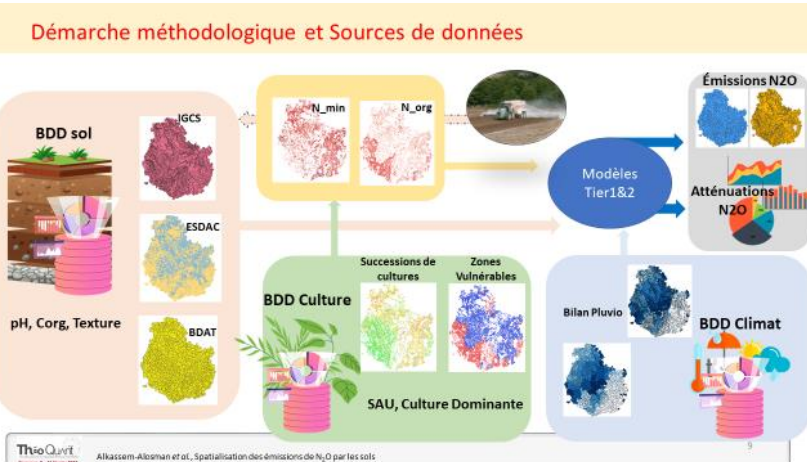 Démarche méthodologique et Sources de données
BDD sol
IGCS
ESDAC
BDAT
pH, Corg, Texture
N_min
N_org
BDD Culture
Successions de
cultures
Zones
Vulnérables
SAU, Culture Dominante
Modèles
Tier1&2
Émissions N2O
Atténuations
N2O
Bilan Pluvio
BDD Climat
ThéoQuant
Alkassem-Alosman et al., Spatialisation des émissions de N₂O par les sols
9